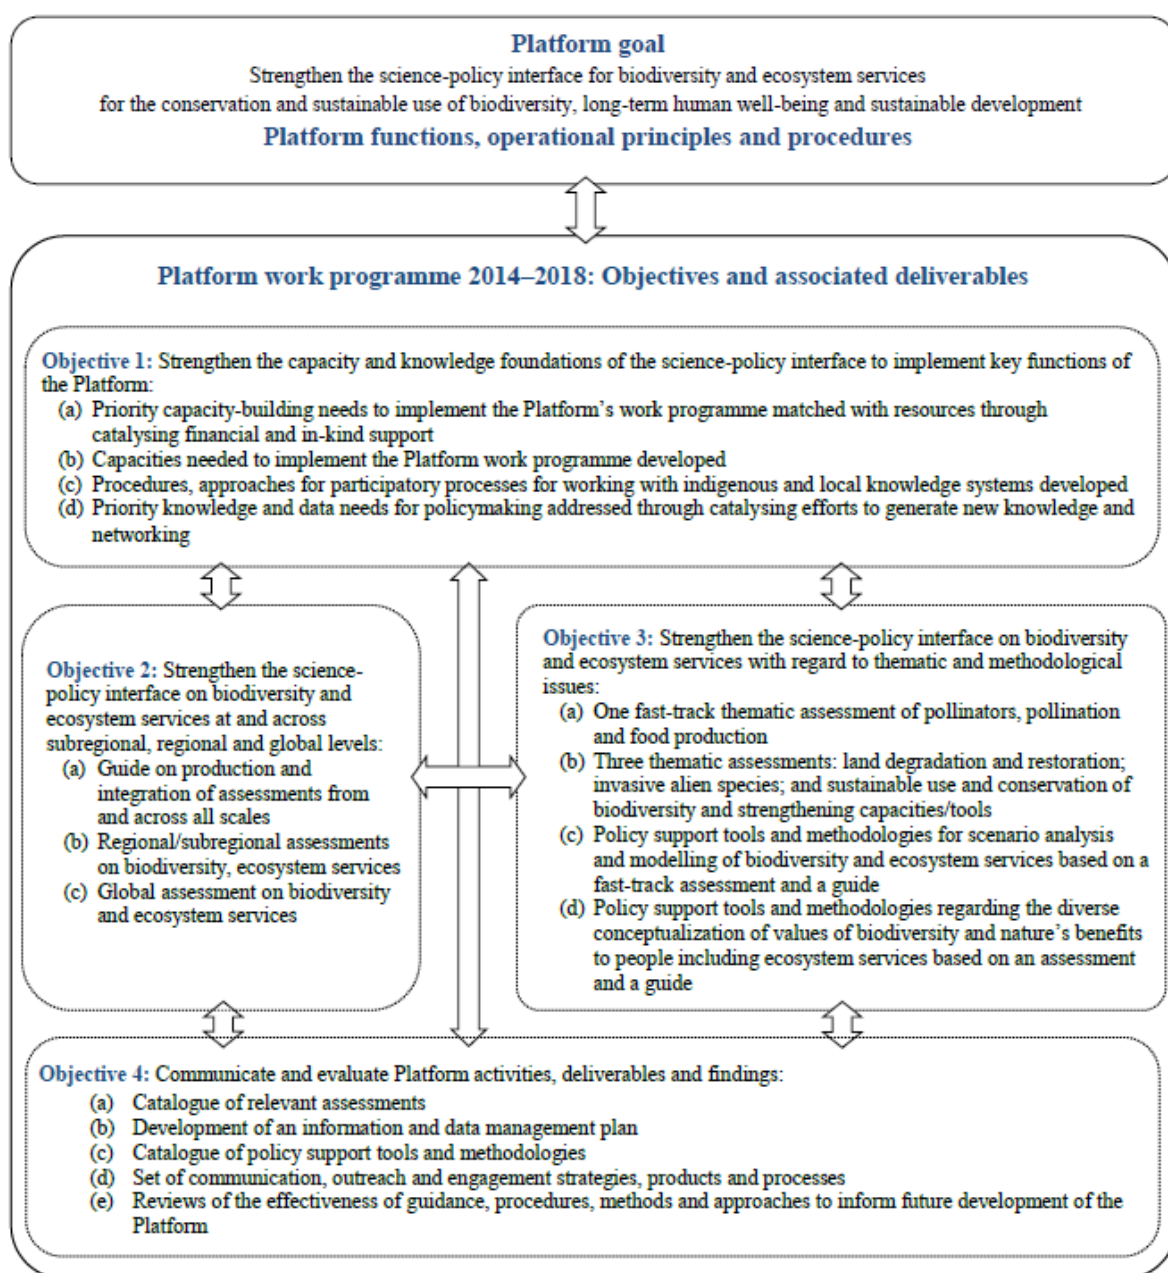 Platform goal
Strengthen the science-policy interface for biodiversity and ecosystem services
for the conservation and sustainable use of biodiversity, long-term human well-being and sustainable development
Platform functions, operational principles and procedures
Platform work programme 2014–2018: Objectives and associated deliverables
Objective 1: Strengthen the capacity and knowledge foundations of the science-policy interface to implement key functions of
the Platform:
(a) Priority capacity-building needs to implement the Platform’s work programme matched with resources through
catalysing financial and in-kind support
(b) Capacities needed to implement the Platform work programme developed
(c) Procedures, approaches for participatory processes for working with indigenous and local knowledge systems developed
(d) Priority knowledge and data needs for policymaking addressed through catalysing efforts to generate new knowledge and
networking
Objective 2: Strengthen the science-
policy interface on biodiversity and
ecosystem services at and across
subregional, regional and global levels:
(a) Guide on production and
integration of assessments from
and across all scales
(b) Regional/subregional assessments
on biodiversity, ecosystem services
(c) Global assessment on biodiversity
and ecosystem services
Objective 3: Strengthen the science-policy interface on biodiversity
and ecosystem services with regard to thematic and methodological
issues:
(a) One fast-track thematic assessment of pollinators, pollination
and food production
(b) Three thematic assessments: land degradation and restoration;
invasive alien species; and sustainable use and conservation of
biodiversity and strengthening capacities/tools
(c) Policy support tools and methodologies for scenario analysis
and modelling of biodiversity and ecosystem services based on a
fast-track assessment and a guide
(d) Policy support tools and methodologies regarding the diverse
conceptualization of values of biodiversity and nature’s benefits
to people including ecosystem services based on an assessment
and a guide
Objective 4: Communicate and evaluate Platform activities, deliverables and findings:
(a) Catalogue of relevant assessments
(b) Development of an information and data management plan
(c) Catalogue of policy support tools and methodologies
(d) Set of communication, outreach and engagement strategies, products and processes
(e) Reviews of the effectiveness of guidance, procedures, methods and approaches to inform future development of the
Platform